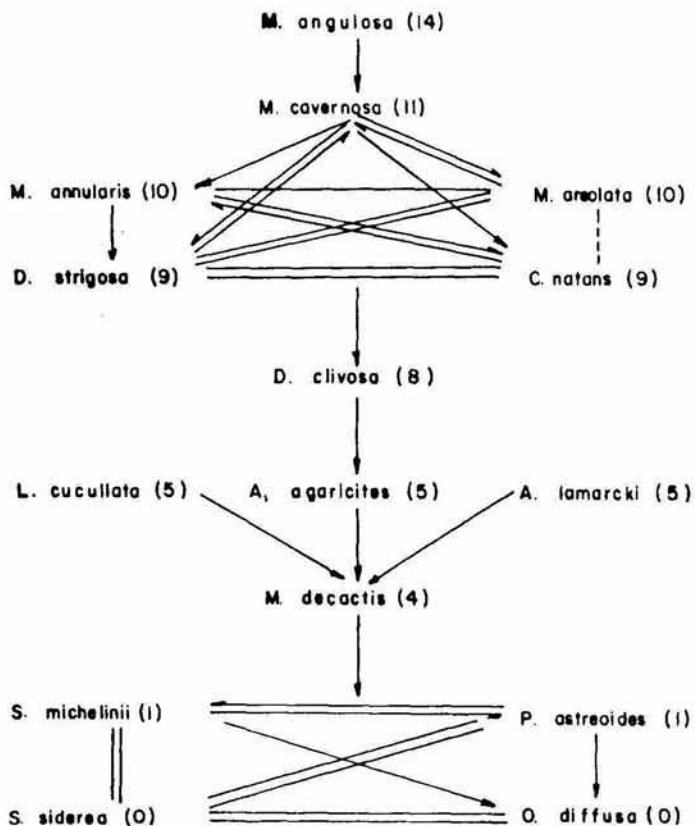 M. angulosa (14)
M. cavernosa (11)
M. annularis (10) M. areolata (10)
D. strigosa (9) C. natans (9)
D. clivosa (8)
L. cucullata (5) A, agaricites (5) A. lamarcki (5)
M. decactis (4)
S. michelinii (1) P. astreoides (1)
S. siderea (0) O. diffusa (0)